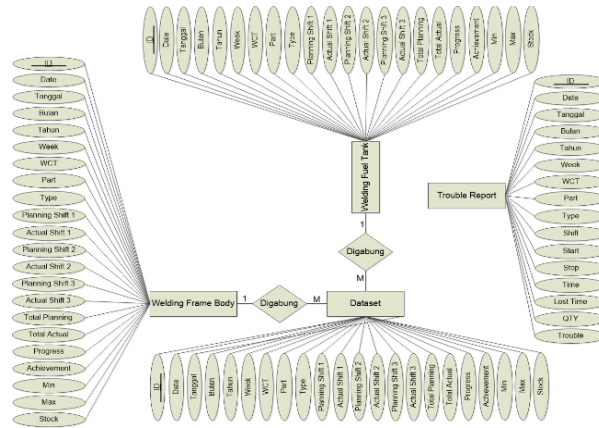 ID
Date
Tanggal
Bulan
Tahun
Week
WCT
Part
Type
Planning Shift 1
Actual Shift 1
Planning Shift 2
Actual Shift 2
Planning Shift 3
Actual Shift 3
Total Planning
Total Actual
Progress
Achievement
Min
Max
Stock
ID
Date
Tanggal
Bulan
Tahun
Week
WCT
Part
Type
Planning Shift 1
Actual Shift 1
Planning Shift 2
Actual Shift 2
Planning Shift 3
Actual Shift 3
Total Planning
Total Actual
Progress
Achievement
Min
Max
Stock
Welding Fuel Tank
1
Digabung
M
Welding Frame Body
1
Digabung
M
Dataset
Trouble Report
ID
Date
Tanggal
Bulan
Tahun
Week
WCT
Part
Type
Shift
Start
Stop
Time
Lost Time
QTY
Trouble
ID
Date
Tanggal
Bulan
Tahun
Week
WCT
Part
Type
Planning Shift 1
Actual Shift 1
Planning Shift 2
Actual Shift 2
Planning Shift 3
Actual Shift 3
Total Planning
Total Actual
Progress
Achievement
Min
Max
Stock